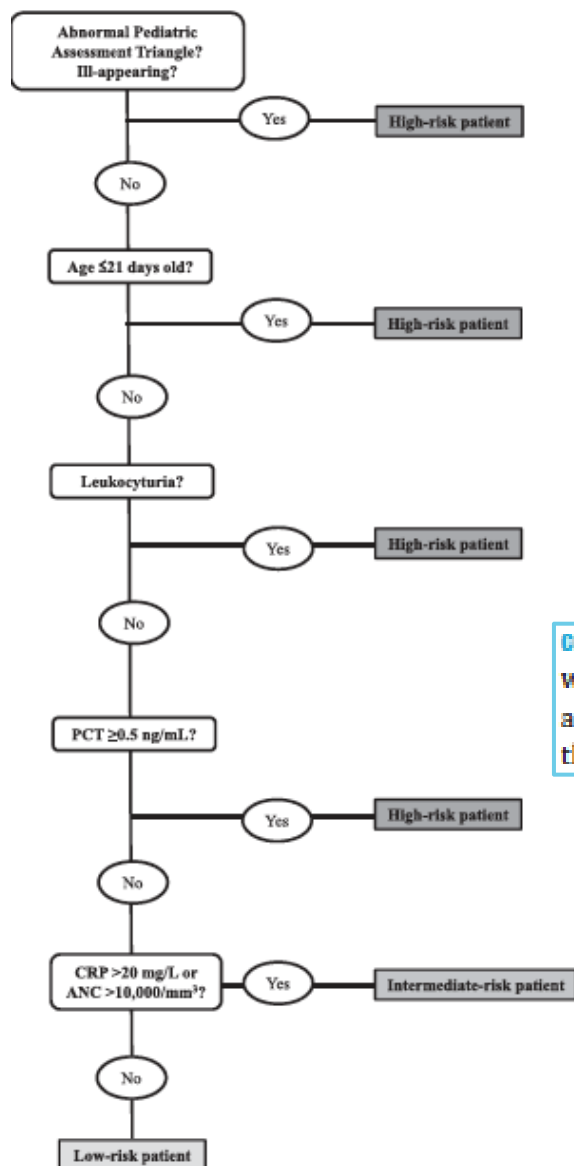 Abnormal Pediatric
Assessment Triangle?
Ill-appearing?
Yes
High-risk patient
No
Age ≤21 days old?
Yes
High-risk patient
No
Leukocyturia?
Yes
High-risk patient
No
PCT ≥0.5 ng/mL?
Yes
High-risk patient
No
CRP >20 mg/L or
ANC >10,000/mm³?
Yes
Intermediate-risk patient
No
Low-risk patient